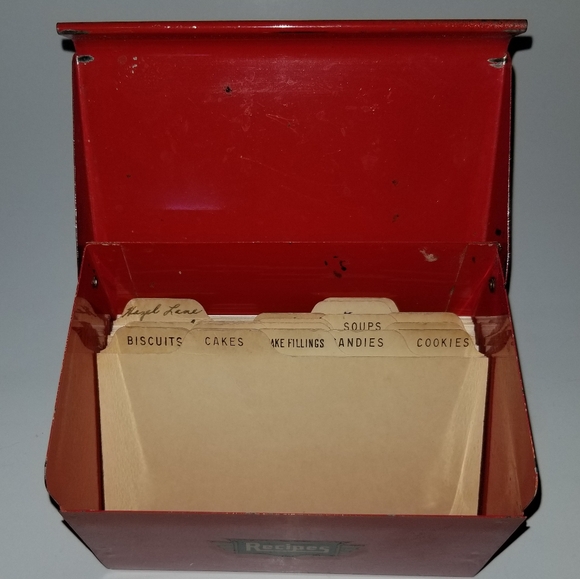 Hazel Lane
SOUPS
BISCUITS CAKES AKE FILLINGS ANDIES COOKIES
Recipes